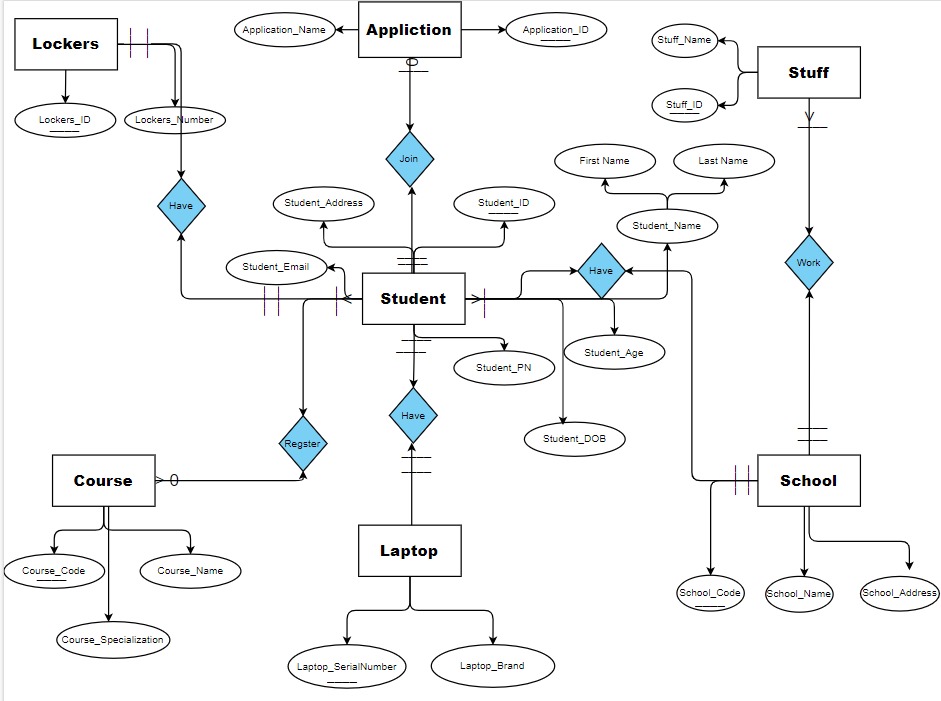 Lockers
Application_Name
Appliction
Application_ID
Stuff_Name
Stuff
Stuff_ID
Lockers_ID
Lockers_Number
Join
First Name
Last Name
Have
Student_Address
Student_ID
Student_Name
Student_Email
Have
Work
Student
Student_PN
Student_Age
Have
Student_DOB
Regster
Course
School
Laptop
Course_Code
Course_Name
School_Code
School_Name
School_Address
Course_Specialization
Laptop_SerialNumber
Laptop_Brand